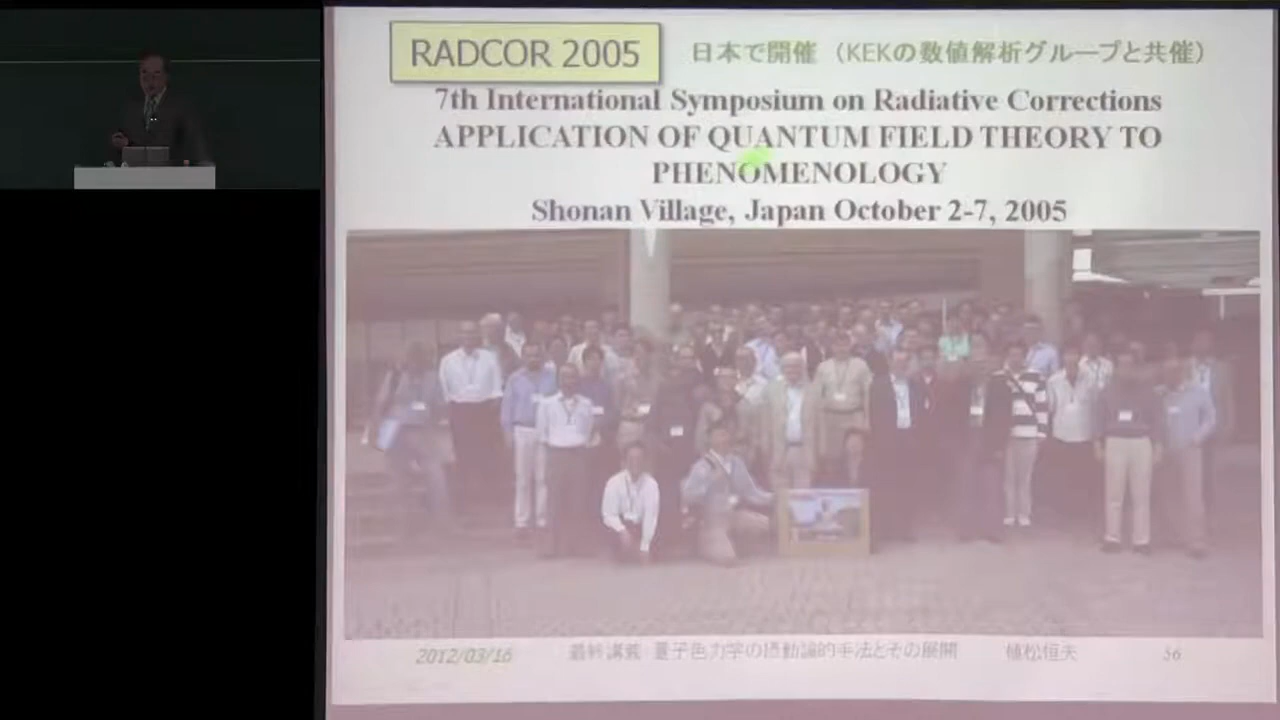 RADCOR 2005
日本で開催（KEKの数値解析グループと共催）
7th International Symposium on Radiative Corrections
APPLICATION OF QUANTUM FIELD THEORY TO
PHENOMENOLOGY
Shonan Village, Japan October 2-7, 2005
2012/03/16 最終講義 量子色力学の摂動論的手法とその展開 植松恒夫 56